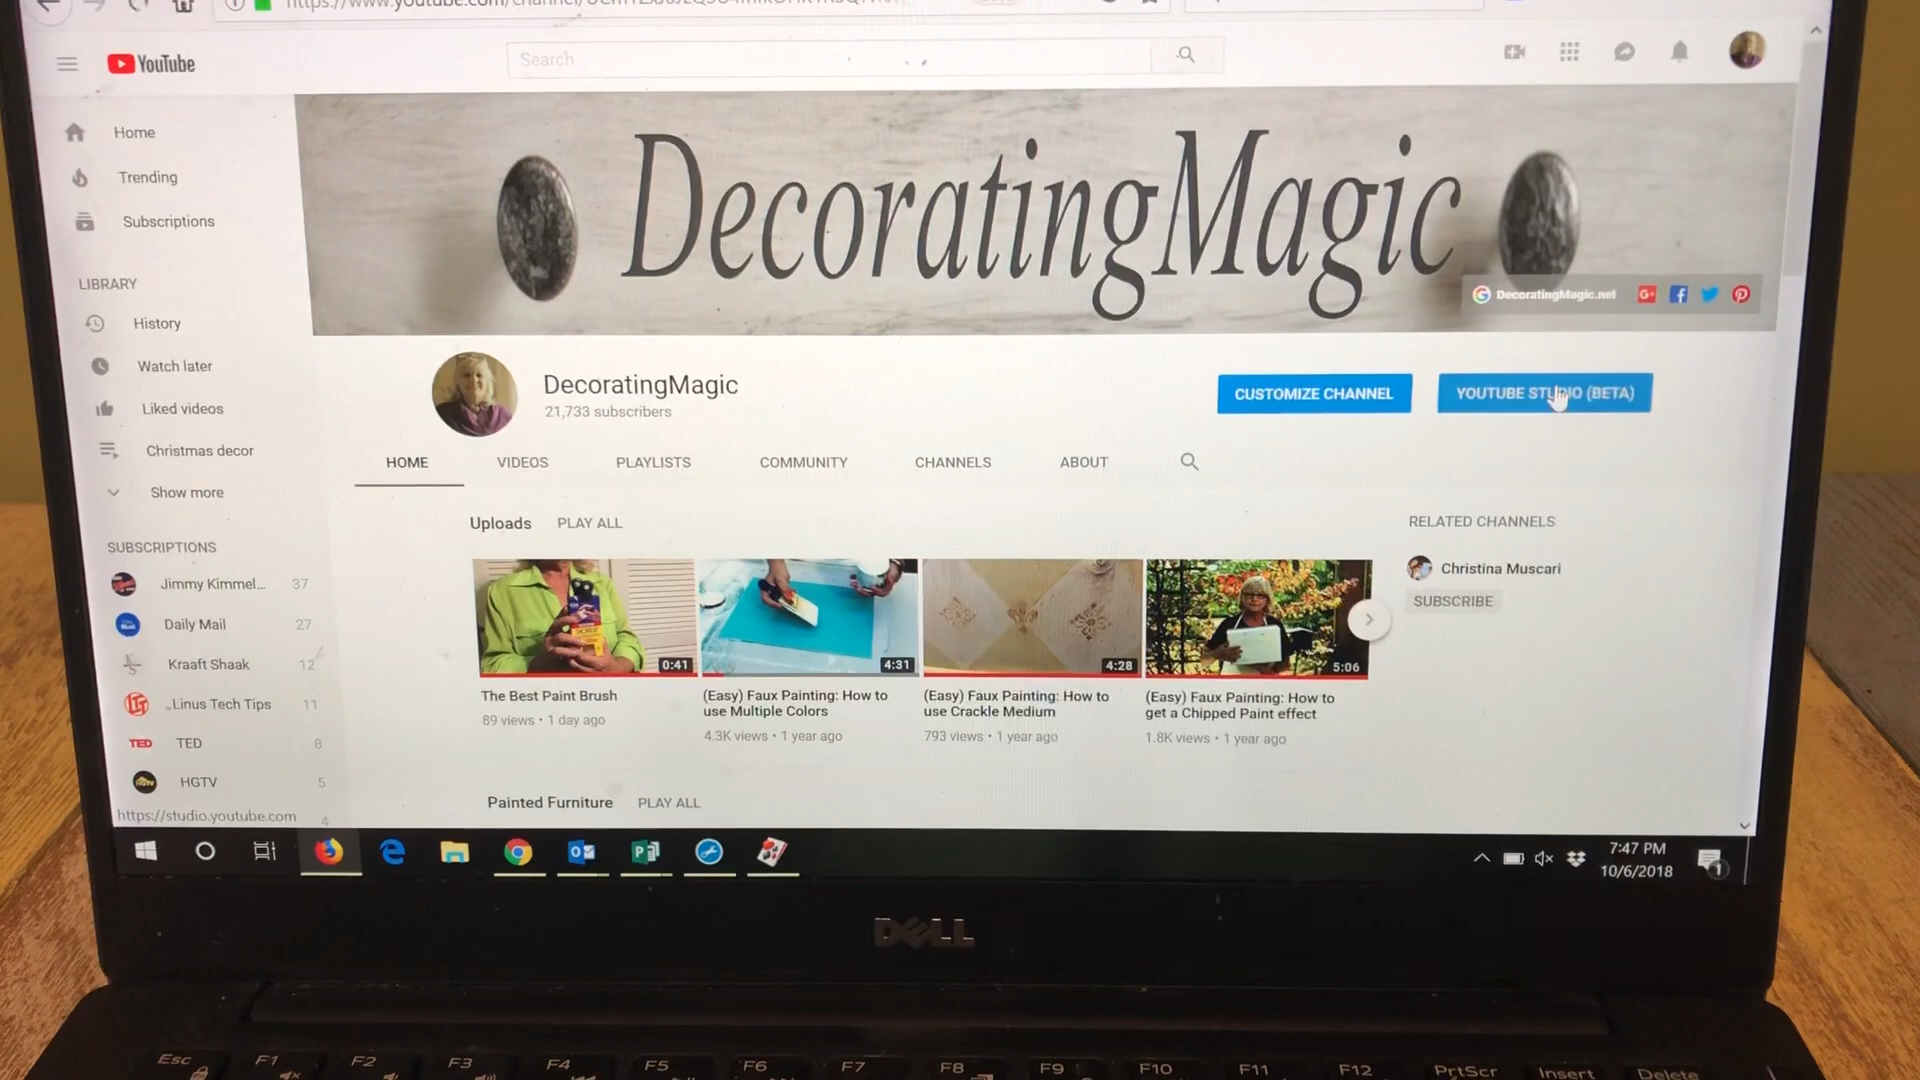 YouTube
Search
Home
Trending
Subscriptions
LIBRARY
History
Watch later
Liked videos
Christmas decor
Show more
SUBSCRIPTIONS
Jimmy Kimmel... 37
Daily Mail 27
Kraaft Shaak 12
Linus Tech Tips 11
TED TED 8
HGTV 5
4
https://studio.youtube.com
DecoratingMagic
DecoratingMagic.net
DecoratingMagic
21,733 subscribers
CUSTOMIZE CHANNEL
YOUTUBE STUDIO (BETA)
HOME VIDEOS PLAYLISTS COMMUNITY CHANNELS ABOUT
Uploads PLAY ALL
0:41
4:31
4:28
5:06
The Best Paint Brush
89 views • 1 day ago
(Easy) Faux Painting: How to
use Multiple Colors
4.3K views • 1 year ago
(Easy) Faux Painting: How to
use Crackle Medium
793 views • 1 year ago
(Easy) Faux Painting: How to
get a Chipped Paint effect
1.8K views • 1 year ago
RELATED CHANNELS
Christina Muscari
SUBSCRIBE
Painted Furniture PLAY ALL
7:47 PM
10/6/2018
DELL
Esc F1 F2 F3 F4 F5 F6 F7 F8 F9 F10 F11 F12 PrtScr Insert Delete